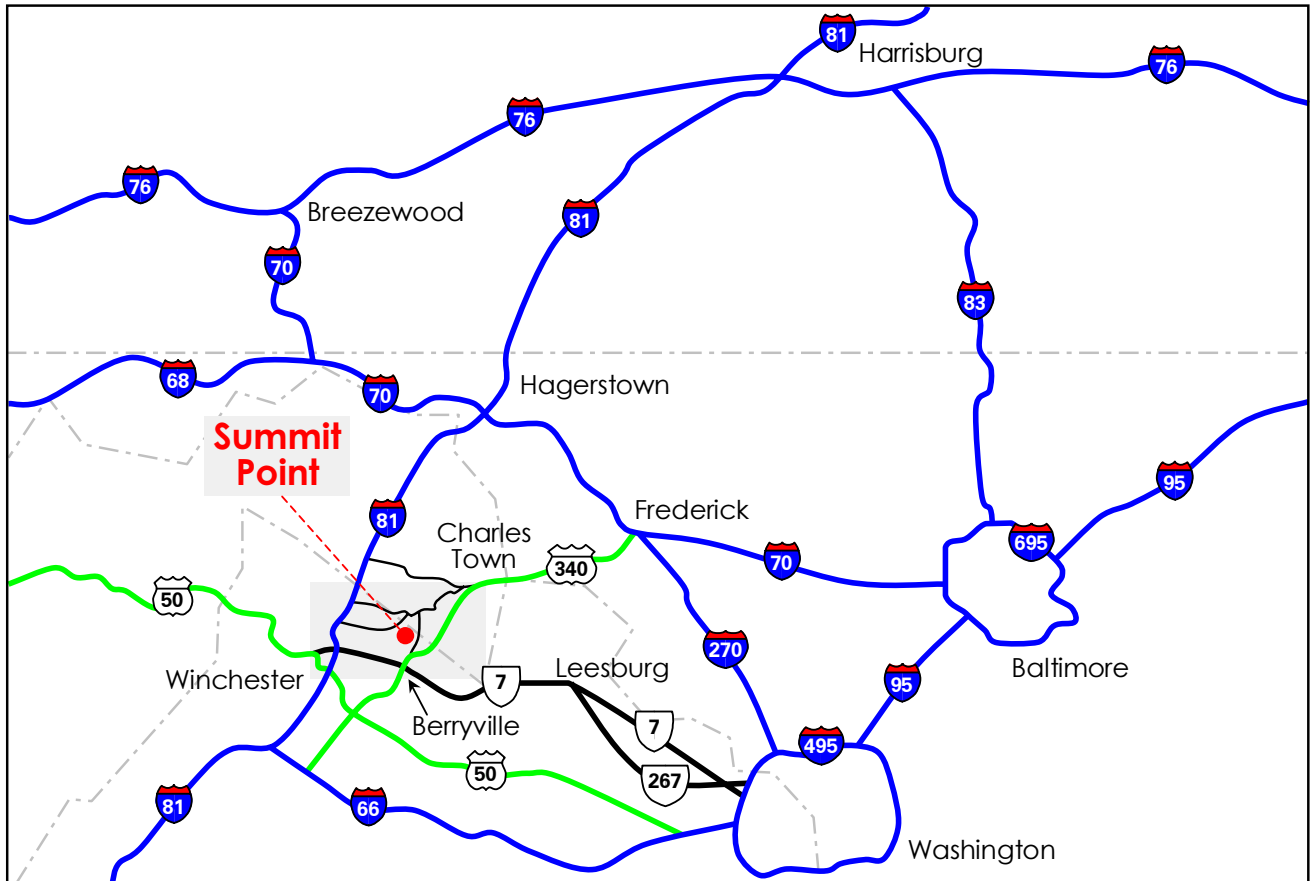 81
Harrisburg
76
76
76
Breezewood
81
70
83
68
70
Hagerstown
Summit
Point
95
81
Frederick
Charles
Town
695
340
70
50
270
Leesburg
Baltimore
Winchester
7
95
Berryville
7
495
50
267
81
66
Washington